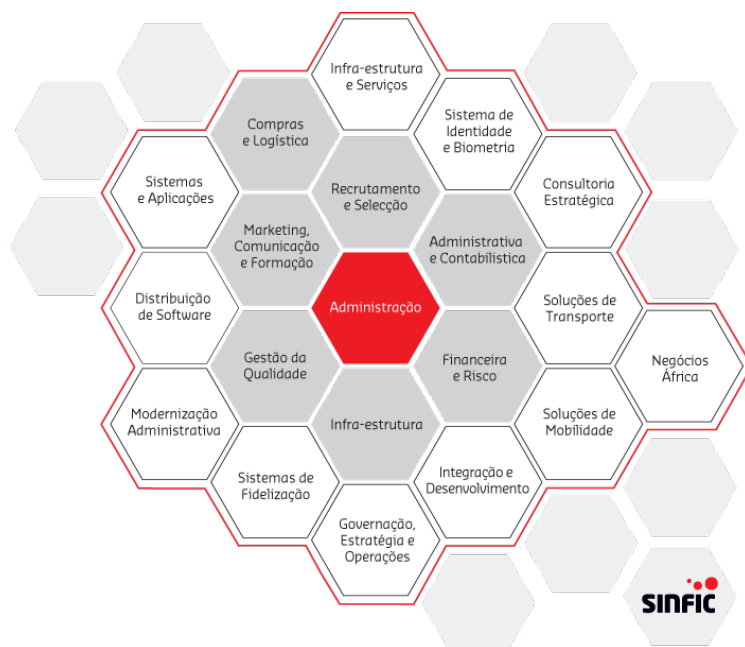 Infra-estrutura
e Serviços
Compras
e Logística
Sistema de
Identidade
e Biometria
Sistemas
e Aplicações
Recrutamento
e Selecção
Consultoria
Estratégica
Marketing,
Comunicação
e Formação
Administrativa
e Contabilistica
Distribuição
de Software
Administração
Soluções de
Transporte
Gestão da
Qualidade
Financeira
e Risco
Negócios
África
Modernização
Administrativa
Infra-estrutura
Soluções de
Mobilidade
Sistemas de
Fidelização
Integração e
Desenvolvimento
Governação,
Estratégia e
Operações
SINFIC